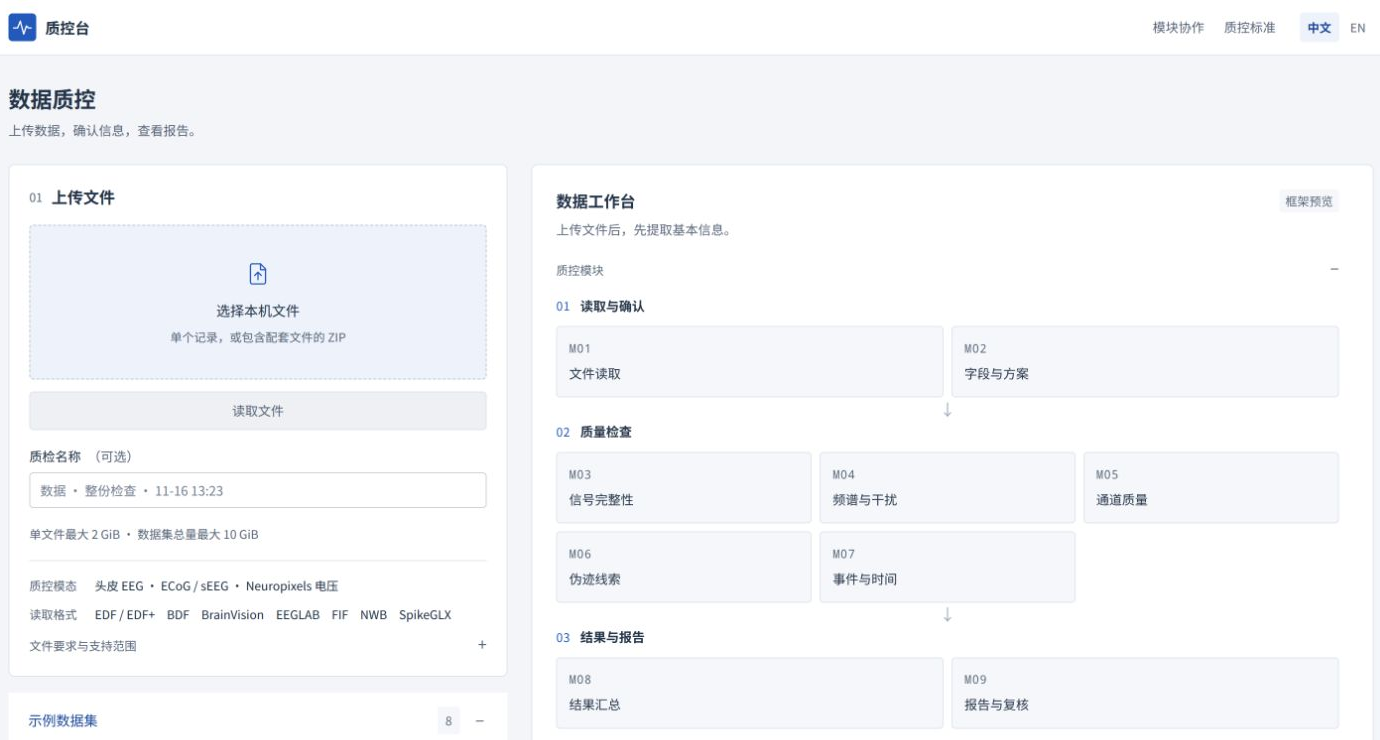 质控台
模块协作 质控标准 中文 EN
数据质控
上传数据，确认信息，查看报告。
01 上传文件
选择本机文件
单个记录，或包含配套文件的 ZIP
读取文件
质检名称 （可选）
数据 · 整份检查 · 11-16 13:23
单文件最大 2 GiB · 数据集总量最大 10 GiB
质控模态 头皮 EEG · ECoG / sEEG · Neuropixels 电压
读取格式 EDF / EDF+ BDF BrainVision EEGLAB FIF NWB SpikeGLX
文件要求与支持范围 +
示例数据集 8 −
数据工作台 框架预览
上传文件后，先提取基本信息。
质控模块 −
01 读取与确认
M01
文件读取
M02
字段与方案
↓
02 质量检查
M03
信号完整性
M04
频谱与干扰
M05
通道质量
M06
伪迹线索
M07
事件与时间
↓
03 结果与报告
M08
结果汇总
M09
报告与复核